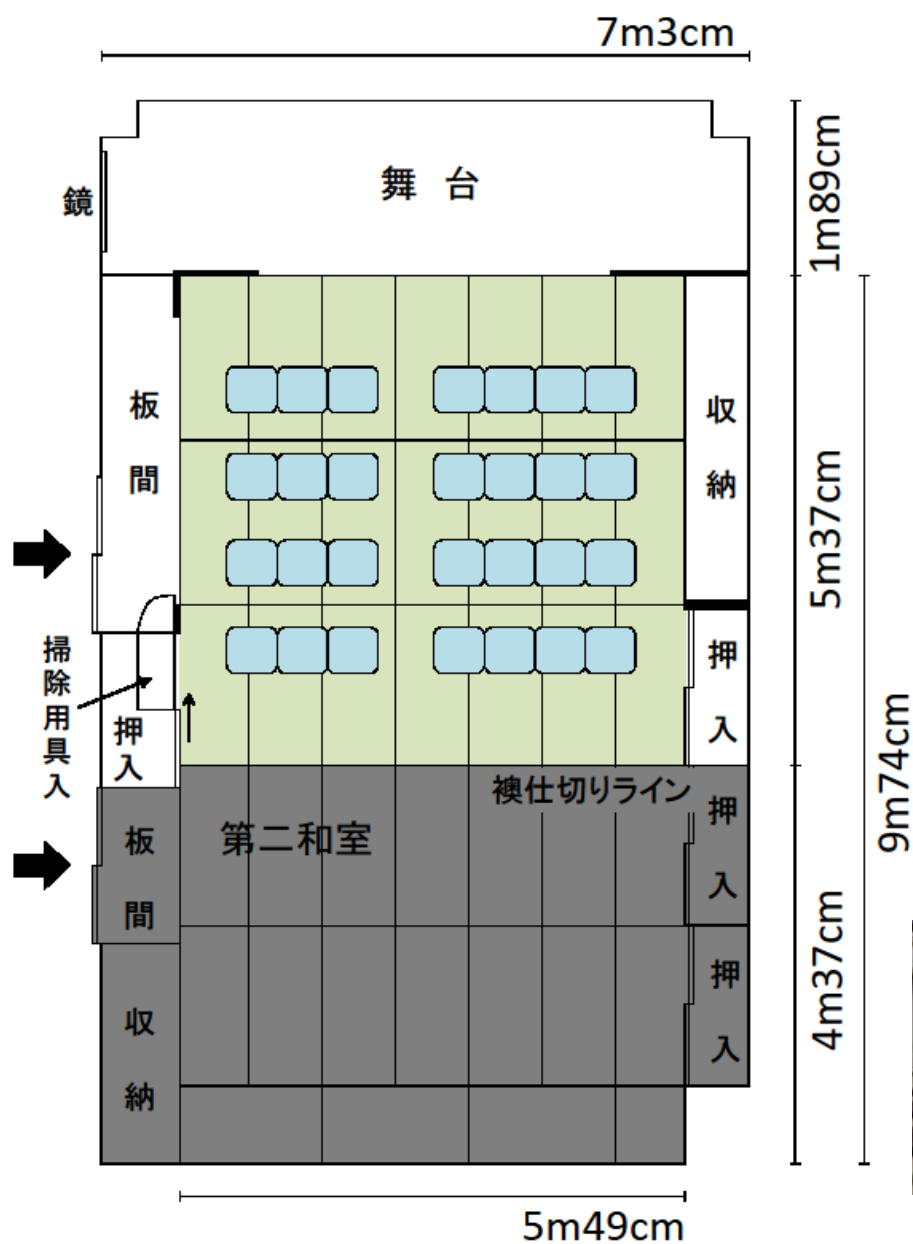 7m3cm
舞台
鏡
1m89cm
板間
収納
5m37cm
掃除用具入
押入
押入
9m74cm
襖仕切りライン
第二和室
板間
押入
収納
押入
4m37cm
5m49cm